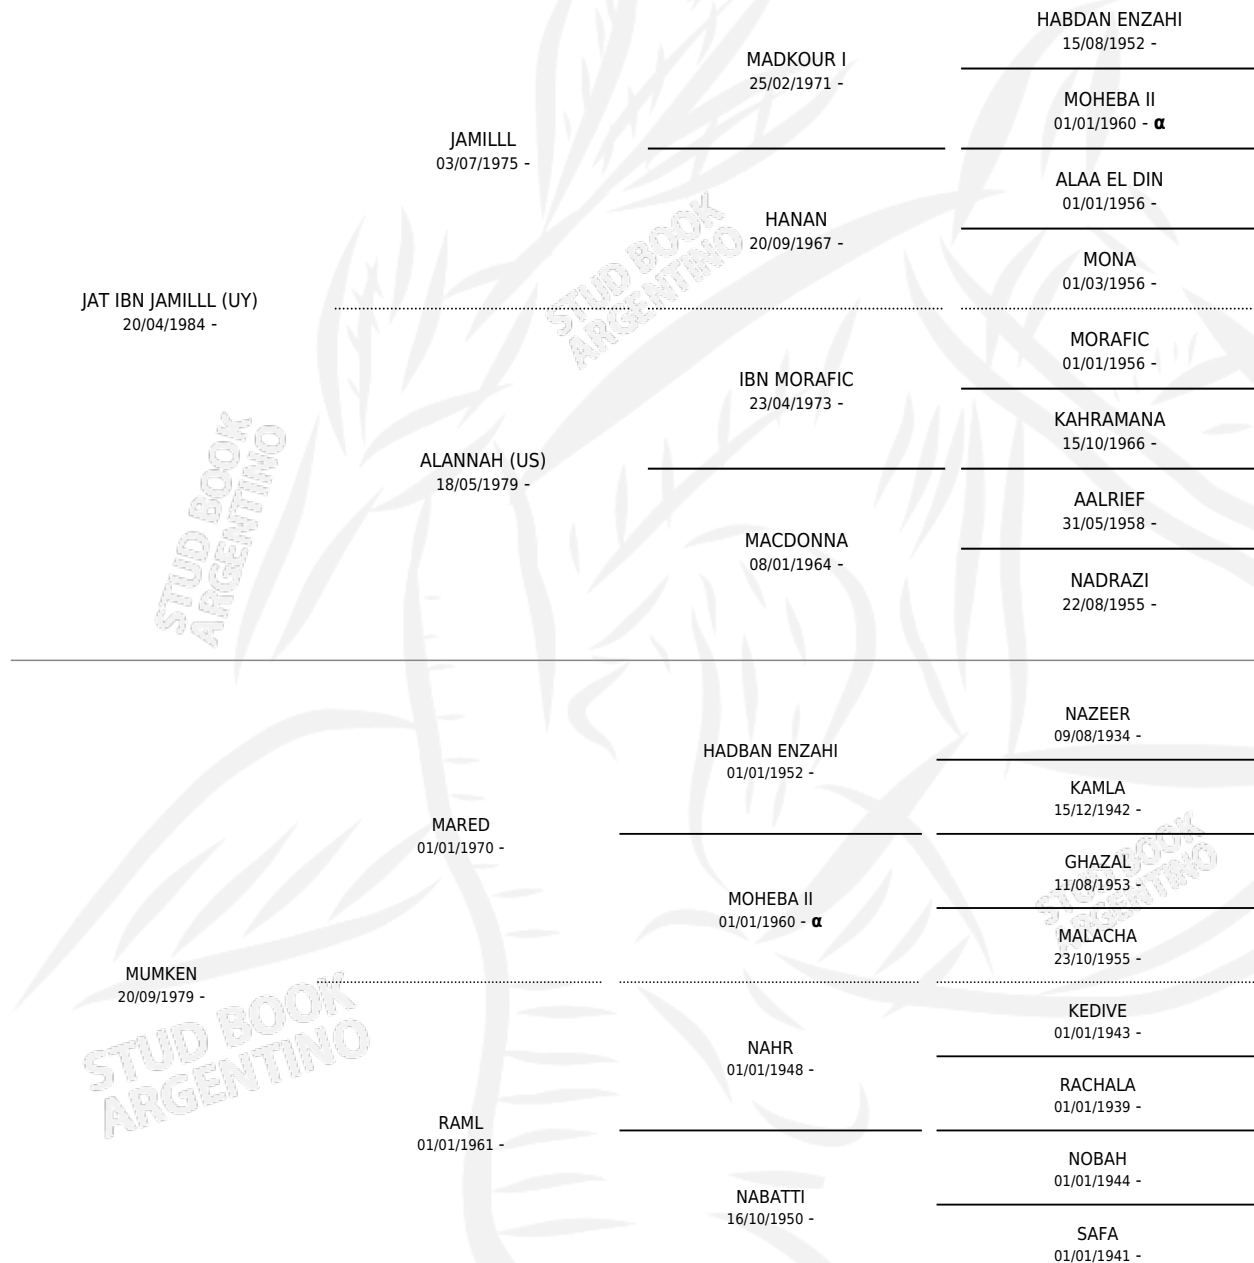 HABDAN ENZAHI
15/08/1952 -
MADKOUR I
25/02/1971 -
MOHEBA II
01/01/1960 - α
JAMILLL
03/07/1975 -
ALAA EL DIN
01/01/1956 -
HANAN
20/09/1967 -
MONA
01/03/1956 -
JAT IBN JAMILLL (UY)
20/04/1984 -
STUD BOOK
ARGENTINO
MORAFIC
01/01/1956 -
IBN MORAFIC
23/04/1973 -
KAHRAMANA
15/10/1966 -
ALANNAH (US)
18/05/1979 -
AALRIEF
31/05/1958 -
MACDONNA
08/01/1964 -
NADRAZI
22/08/1955 -
STUD BOOK
ARGENTINO
NAZEER
09/08/1934 -
HADBAN ENZAHI
01/01/1952 -
KAMLA
15/12/1942 -
MARED
01/01/1970 -
GHAZAL
11/08/1953 -
MOHEBA II
01/01/1960 - α
MALACHA
23/10/1955 -
STUD BOOK
ARGENTINO
MUMKEN
20/09/1979 -
STUD BOOK
ARGENTINO
KEDIVE
01/01/1943 -
NAHR
01/01/1948 -
RACHALA
01/01/1939 -
RAML
01/01/1961 -
NOBAH
01/01/1944 -
NABATTI
16/10/1950 -
SAFA
01/01/1941 -